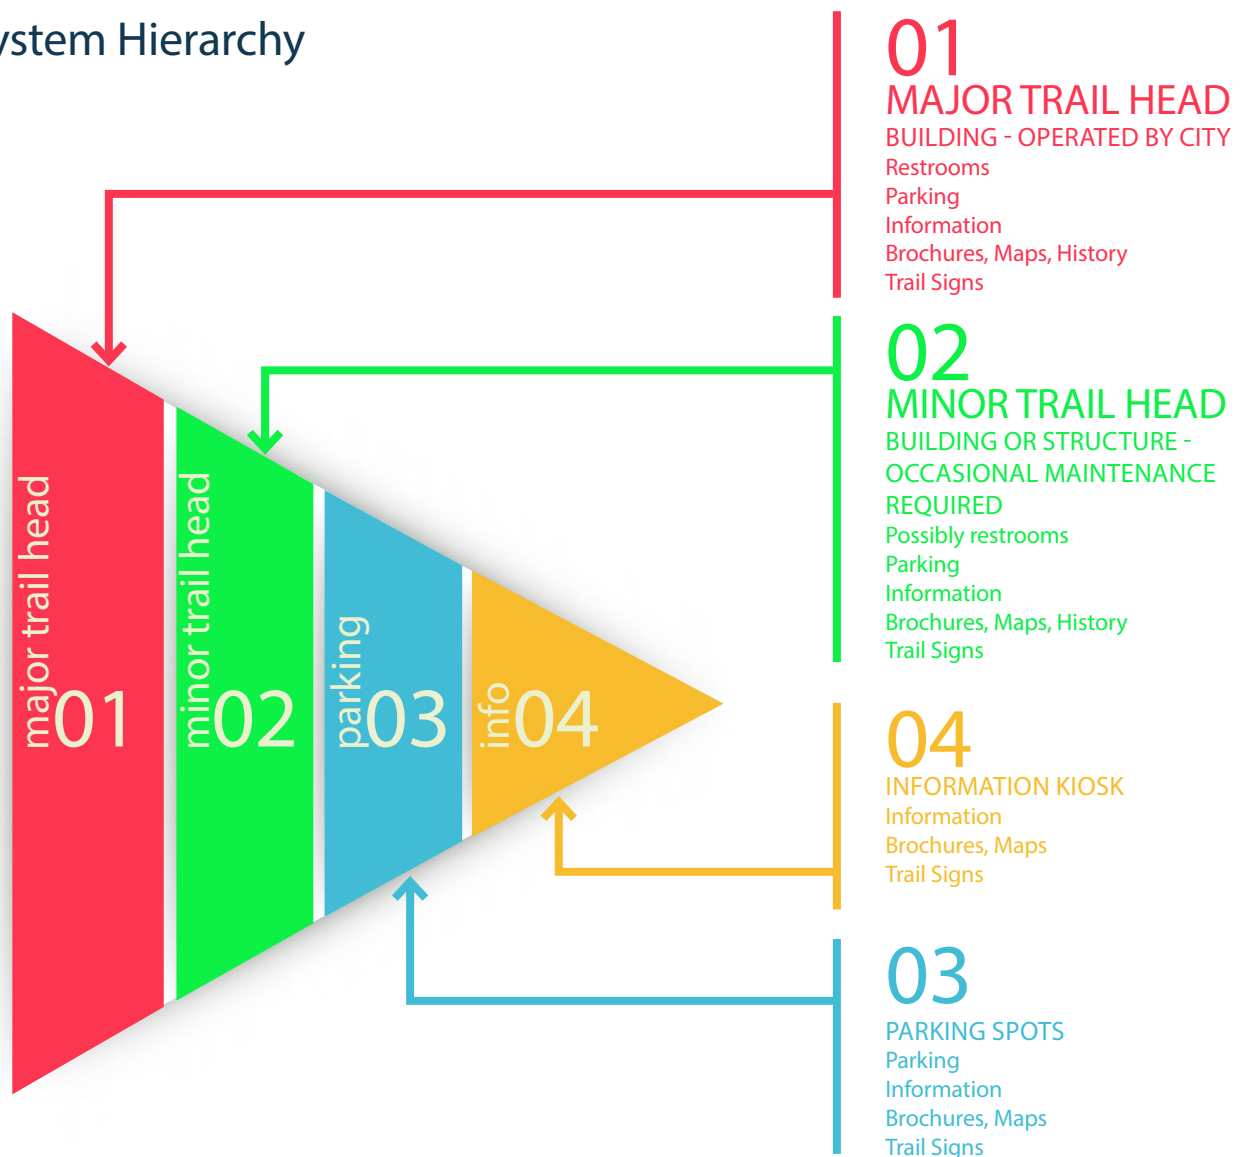 ystem Hierarchy
01
MAJOR TRAIL HEAD
BUILDING - OPERATED BY CITY
Restrooms
Parking
Information
Brochures, Maps, History
Trail Signs
02
MINOR TRAIL HEAD
BUILDING OR STRUCTURE -
OCCASIONAL MAINTENANCE
REQUIRED
Possibly restrooms
Parking
Information
Brochures, Maps, History
Trail Signs
04
INFORMATION KIOSK
Information
Brochures, Maps
Trail Signs
03
PARKING SPOTS
Parking
Information
Brochures, Maps
Trail Signs
major trail head
01
minor trail head
02
parking
03
info
04